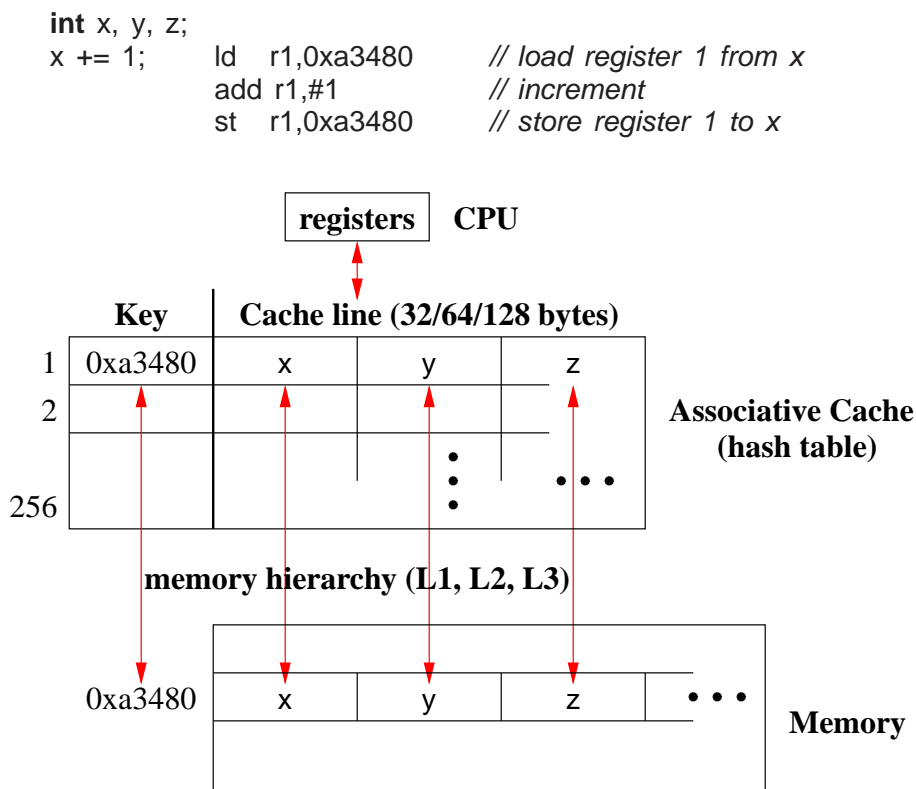 int x, y, z;
x += 1; ld r1,0xa3480 // load register 1 from x
add r1,#1 // increment
st r1,0xa3480 // store register 1 to x
registers CPU
Key Cache line (32/64/128 bytes)
1 0xa3480 x y z
2
Associative Cache
(hash table)
256
memory hierarchy (L1, L2, L3)
0xa3480 x y z
Memory